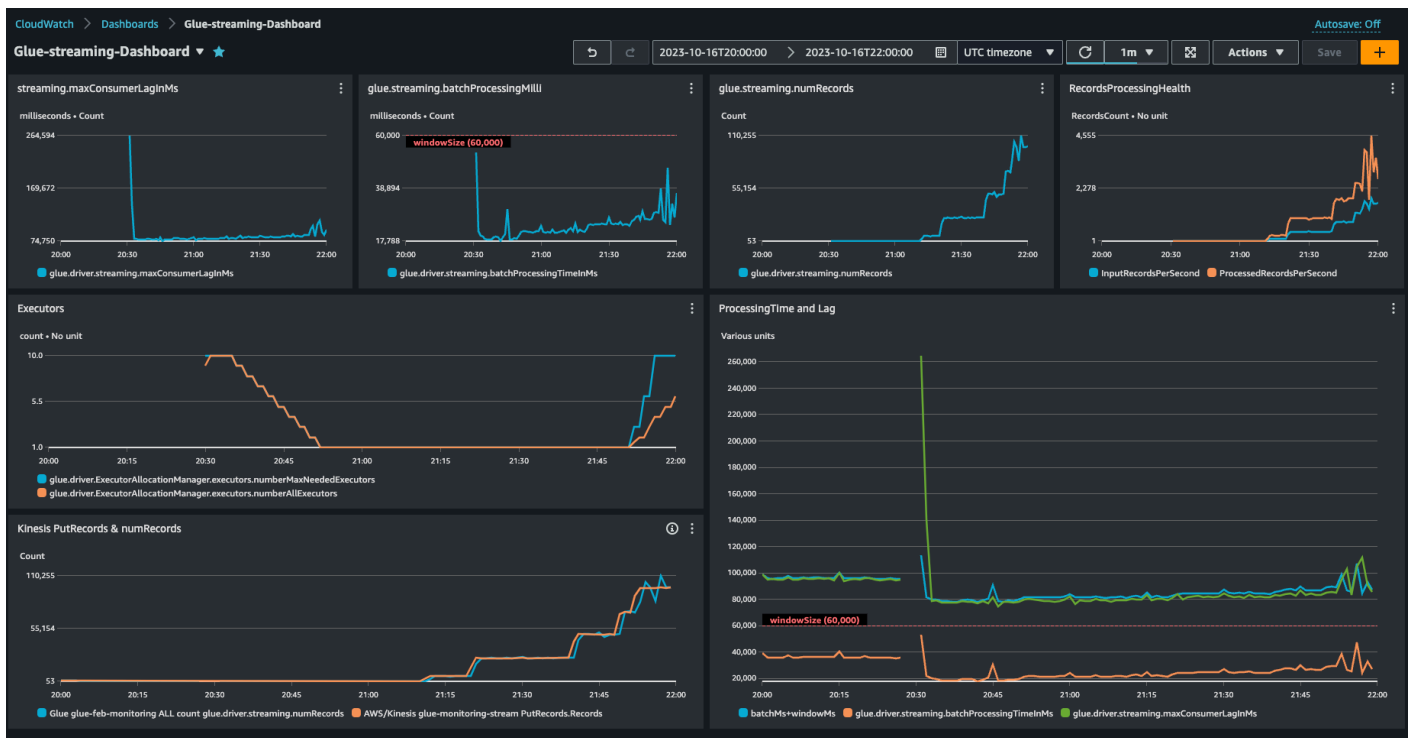 CloudWatch > Dashboards > Glue-streaming-Dashboard
Autosave: Off
Glue-streaming-Dashboard
2023-10-16T20:00:00 > 2023-10-16T22:00:00
UTC timezone
1m
Actions
Save
+
streaming.maxConsumerLagInMs
milliseconds • Count
264,594
169,672
74,750
20:00 20:30 21:00 21:30 22:00
glue.driver.streaming.maxConsumerLagInMs
glue.streaming.batchProcessingMilli
milliseconds • Count
60,000
windowSize (60,000)
38,894
17,788
20:00 20:30 21:00 21:30 22:00
glue.driver.streaming.batchProcessingTimeInMs
glue.streaming.numRecords
Count
110,255
55,154
53
20:00 20:30 21:00 21:30 22:00
glue.driver.streaming.numRecords
RecordsProcessingHealth
RecordsCount • No unit
4,555
2,278
1
20:00 20:30 21:00 21:30 22:00
InputRecordsPerSecond ProcessedRecordsPerSecond
Executors
count • No unit
10.0
5.5
1.0
20:00 20:15 20:30 20:45 21:00 21:15 21:30 21:45 22:00
glue.driver.ExecutorAllocationManager.executors.numberMaxNeededExecutors
glue.driver.ExecutorAllocationManager.executors.numberAllExecutors
Kinesis PutRecords & numRecords
Count
110,255
55,154
53
20:00 20:15 20:30 20:45 21:00 21:15 21:30 21:45 22:00
Glue glue-feb-monitoring ALL count glue.driver.streaming.numRecords AWS/Kinesis glue-monitoring-stream PutRecords.Records
ProcessingTime and Lag
Various units
260,000
240,000
220,000
200,000
180,000
160,000
140,000
120,000
100,000
80,000
60,000
windowSize (60,000)
40,000
20,000
20:00 20:15 20:30 20:45 21:00 21:15 21:30 21:45 22:00
batchMs+windowMs glue.driver.streaming.batchProcessingTimeInMs glue.driver.streaming.maxConsumerLagInMs